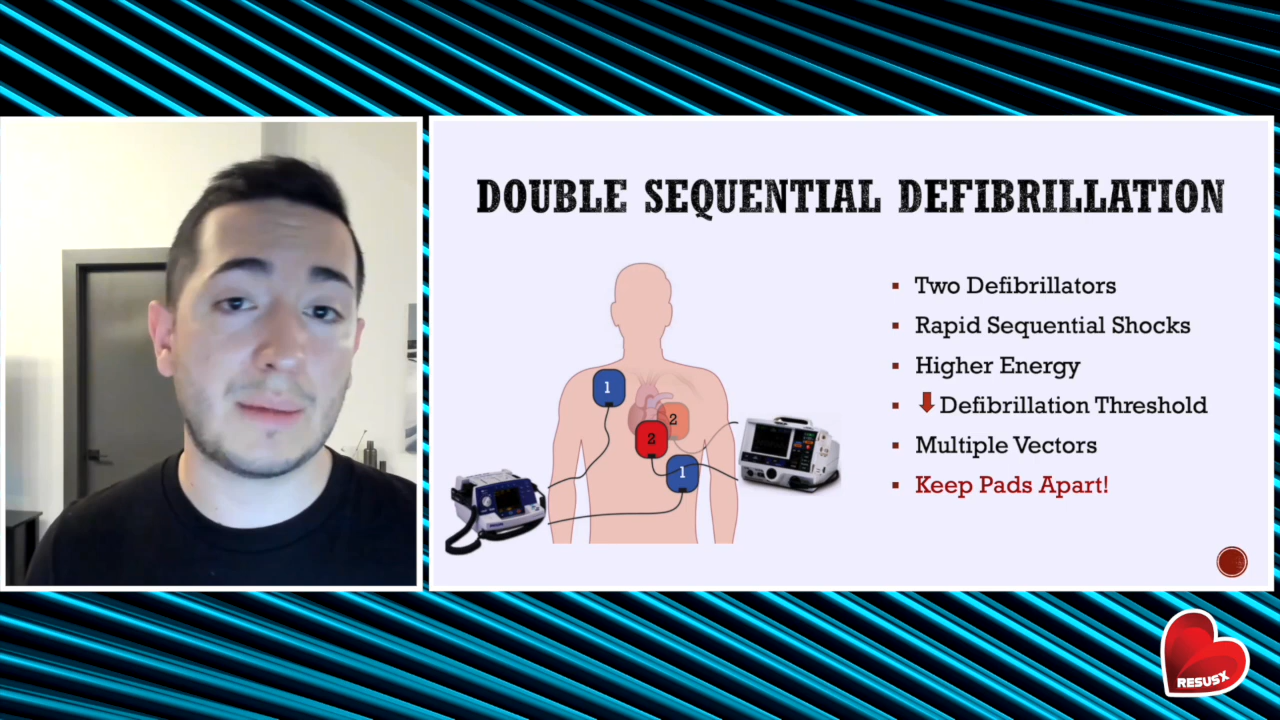 DOUBLE SEQUENTIAL DEFIBRILLATION
Two Defibrillators
Rapid Sequential Shocks
Higher Energy
Defibrillation Threshold
Multiple Vectors
Keep Pads Apart!
1
2
2
1
RESUSX